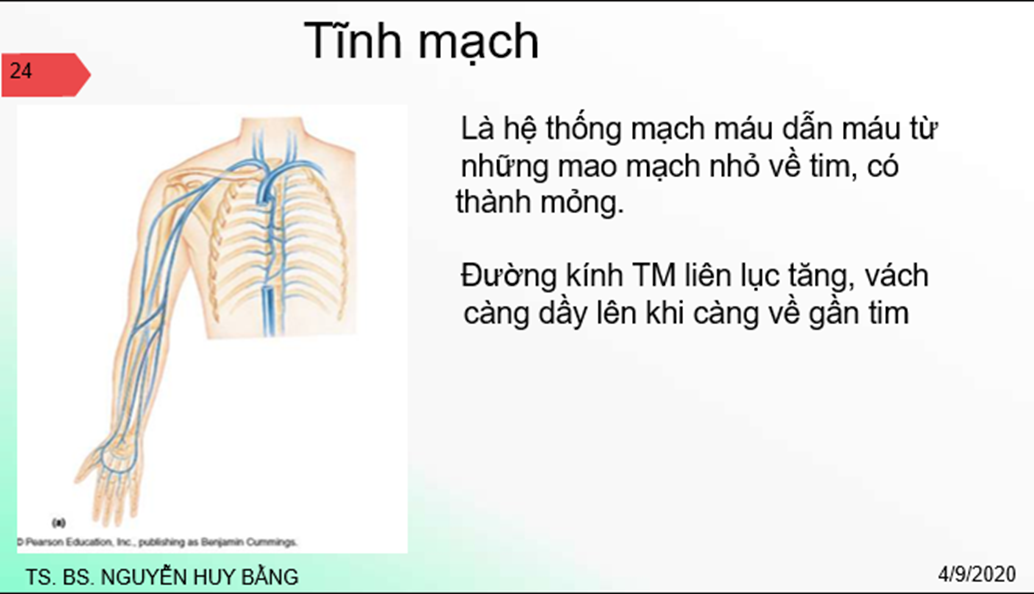 Tĩnh mạch
24
Là hệ thống mạch máu dẫn máu từ
những mao mạch nhỏ về tim, có
thành mỏng.
Đường kính TM liên lục tăng, vách
càng dầy lên khi càng về gần tim
(a)
© Pearson Education, Inc., publishing as Benjamin Cummings.
TS. BS. NGUYỄN HUY BẰNG
4/9/2020